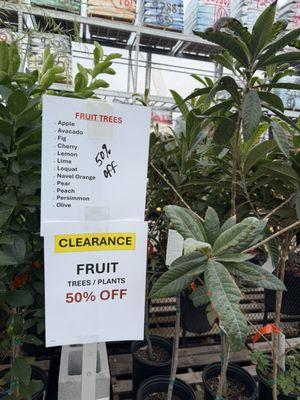 FRUIT TREES
- Apple
- Avacado
- Fig
- Cherry
- Lemon
- Lime
- Loquat
- Navel Orange
- Pear
- Peach
- Persimmon
- Olive
50% OFF
CLEARANCE
FRUIT
TREES / PLANTS
50% OFF